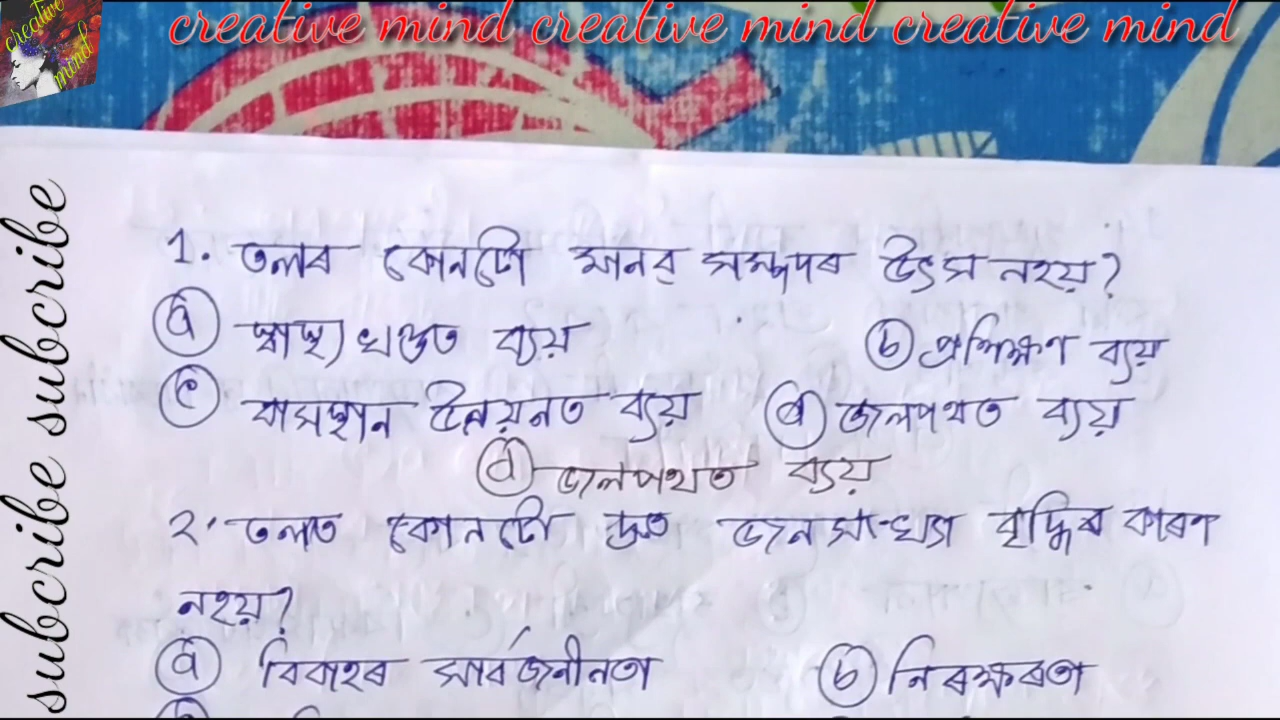 creative mind creative mind creative mind
creative mind
subcribe subcribe
1. তলৰ কোনটো মানৱ সম্পদৰ উৎস নহয়?
ⓐ স্বাস্থ্য খণ্ডত ব্যয় ⓑ প্ৰশিক্ষণ ব্যয়
ⓒ বাসস্থান উন্নয়নত ব্যয় ⓓ জলপথত ব্যয়
ⓓ জলপথত ব্যয়
২. তলত কোনটো দ্ৰুত জনসংখ্যা বৃদ্ধিৰ কাৰণ
নহয়?
ⓐ বিবাহৰ সাৰ্বজনীনতা ⓑ নিৰক্ষৰতা